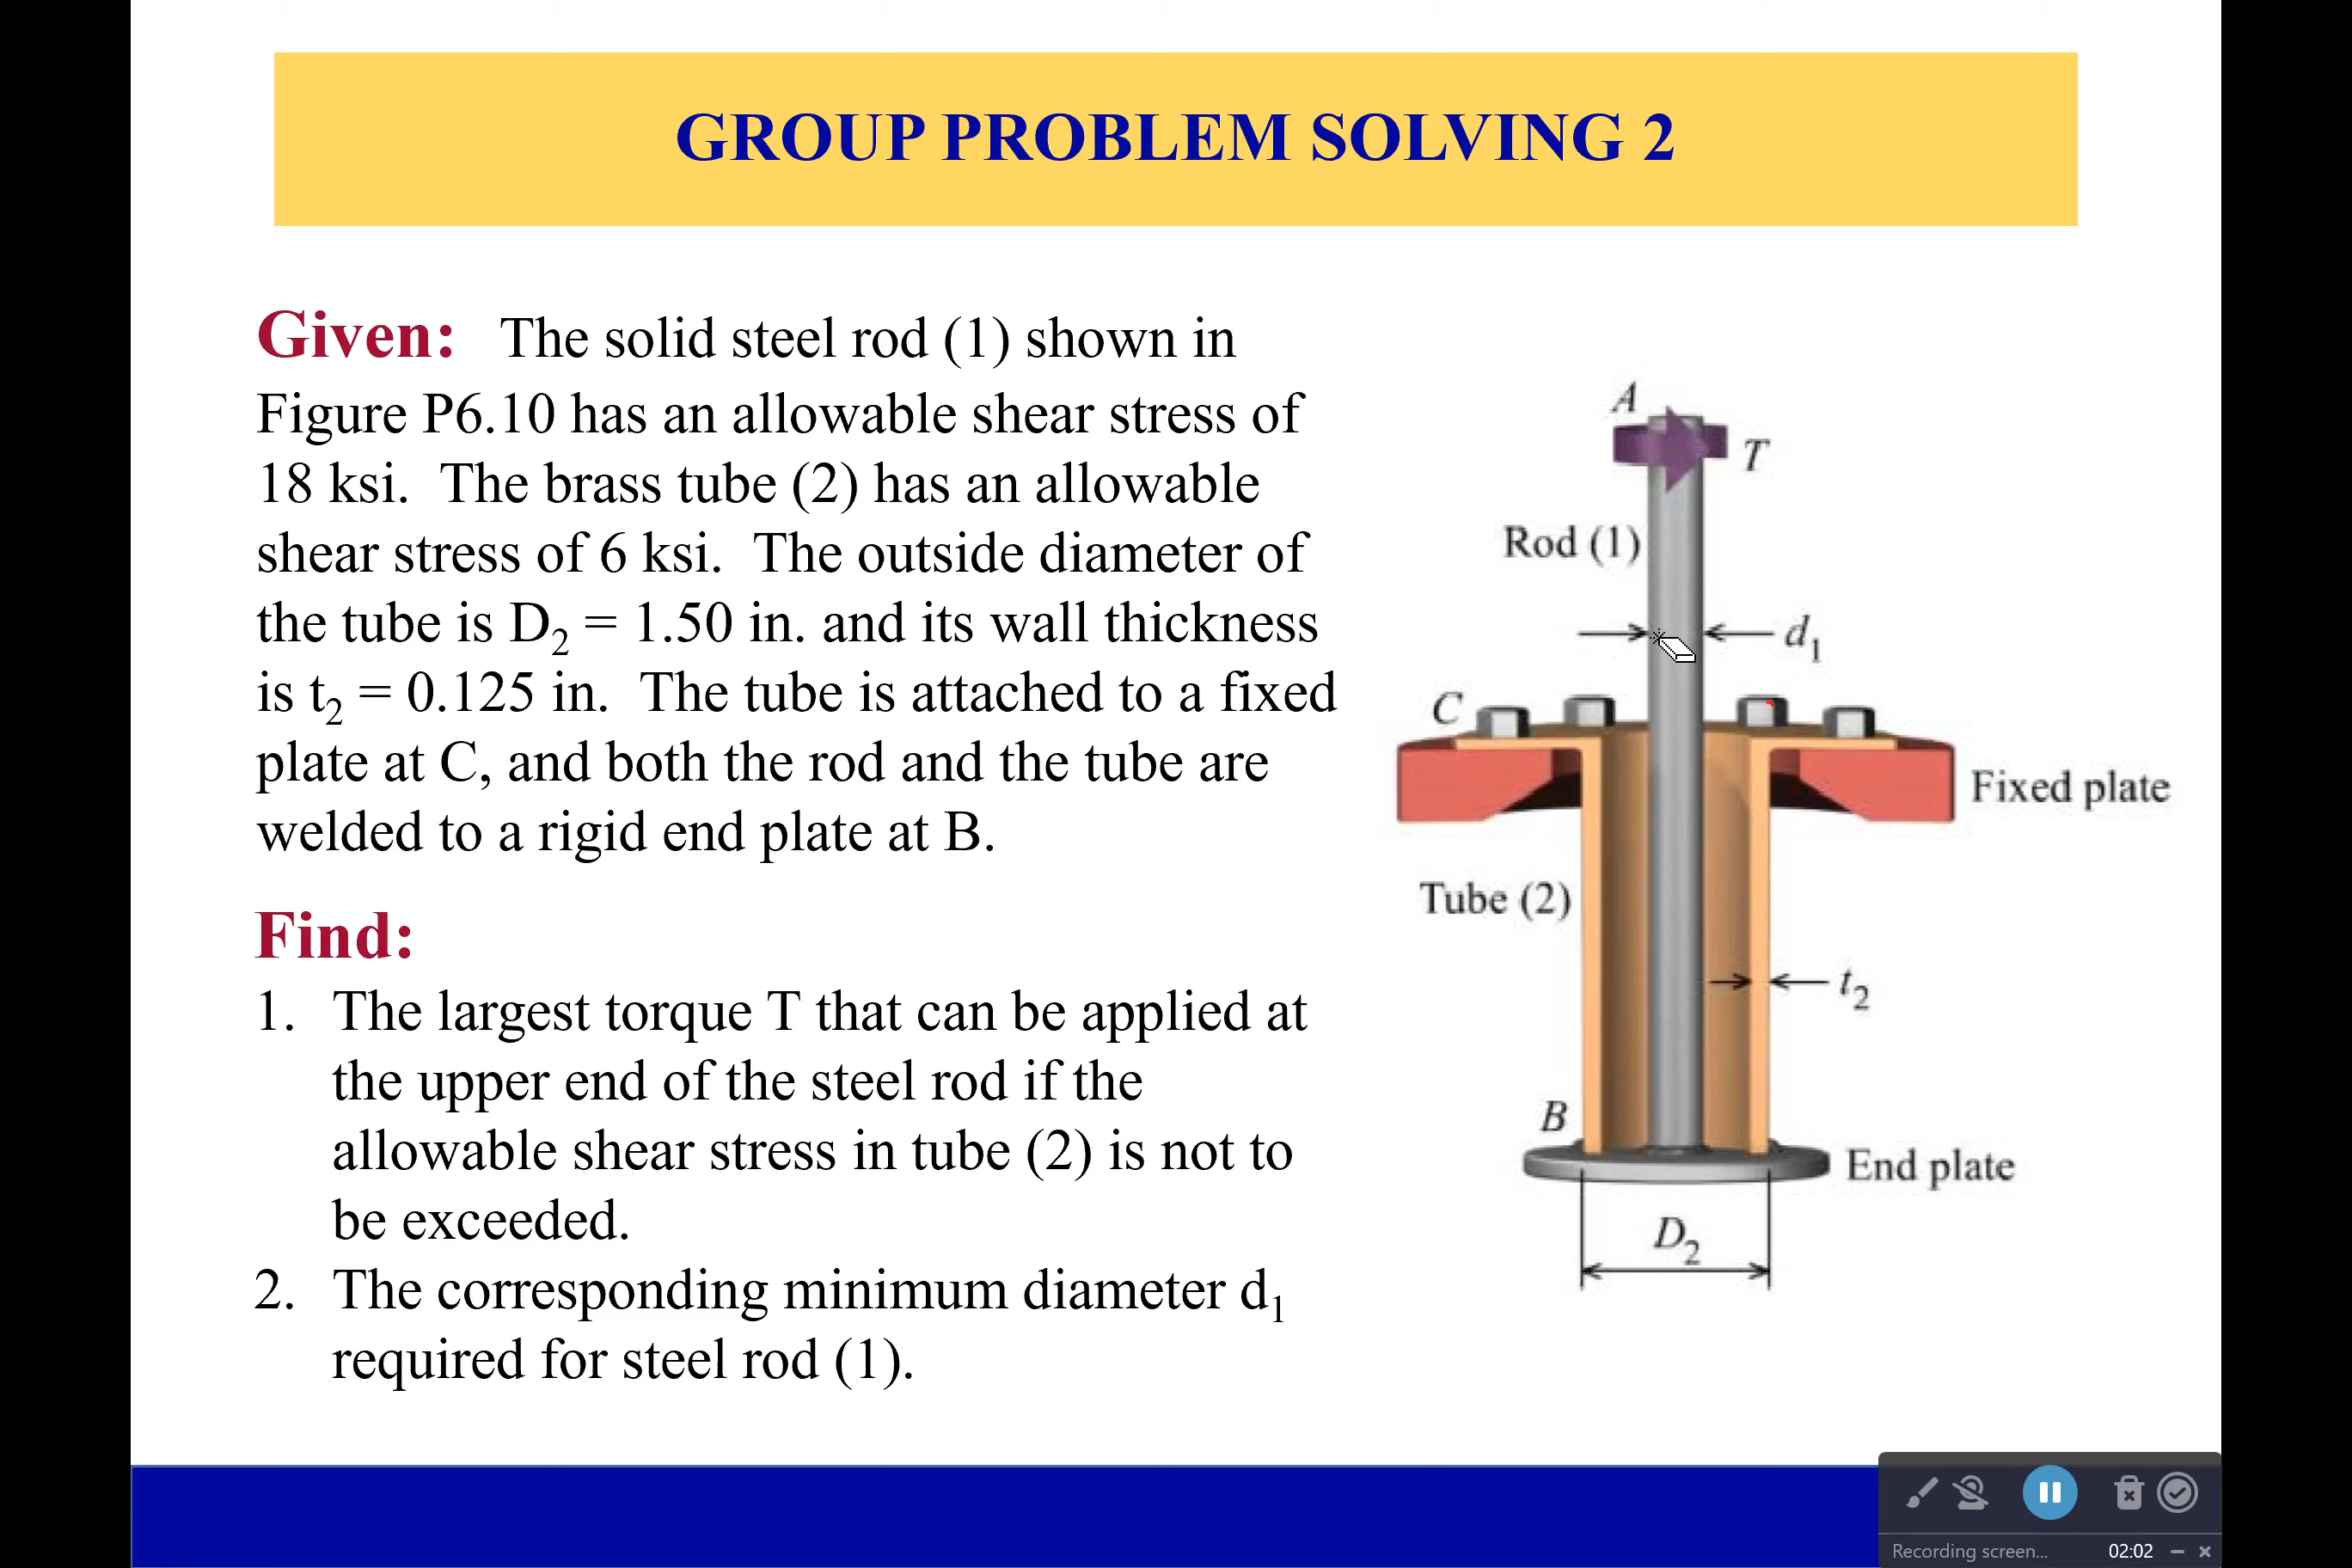 GROUP PROBLEM SOLVING 2
Given: The solid steel rod (1) shown in
Figure P6.10 has an allowable shear stress of
18 ksi. The brass tube (2) has an allowable
shear stress of 6 ksi. The outside diameter of
the tube is D₂ = 1.50 in. and its wall thickness
is t₂ = 0.125 in. The tube is attached to a fixed
plate at C, and both the rod and the tube are
welded to a rigid end plate at B.
Find:
1. The largest torque T that can be applied at
the upper end of the steel rod if the
allowable shear stress in tube (2) is not to
be exceeded.
2. The corresponding minimum diameter d₁
required for steel rod (1).
A
T
Rod (1)
d₁
C
Fixed plate
Tube (2)
t₂
B
End plate
D₂
Recording screen... 02:02